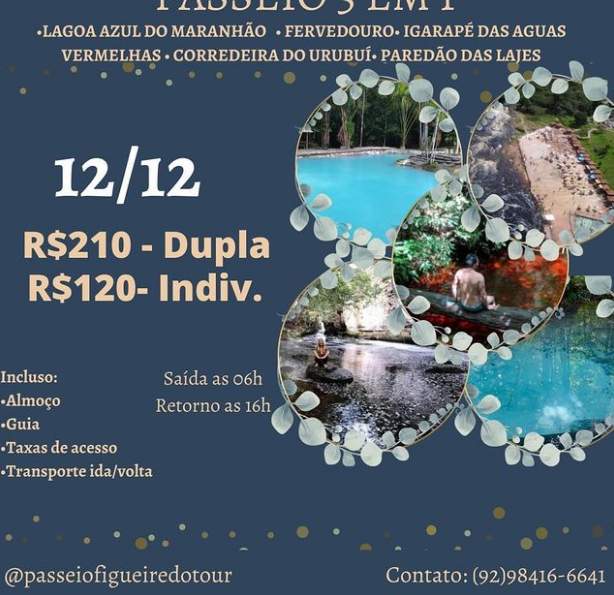 PASSEIO 5 EM 1
•LAGOA AZUL DO MARANHÃO • FERVEDOURO• IGARAPÉ DAS AGUAS
VERMELHAS • CORREDEIRA DO URUBUÍ• PAREDÃO DAS LAJES
12/12
R$210 - Dupla
R$120- Indiv.
Incluso:
•Almoço
•Guia
•Taxas de acesso
•Transporte ida/volta
Saída as 06h
Retorno as 16h
@passeiofigueiredotour
Contato: (92)98416-6641